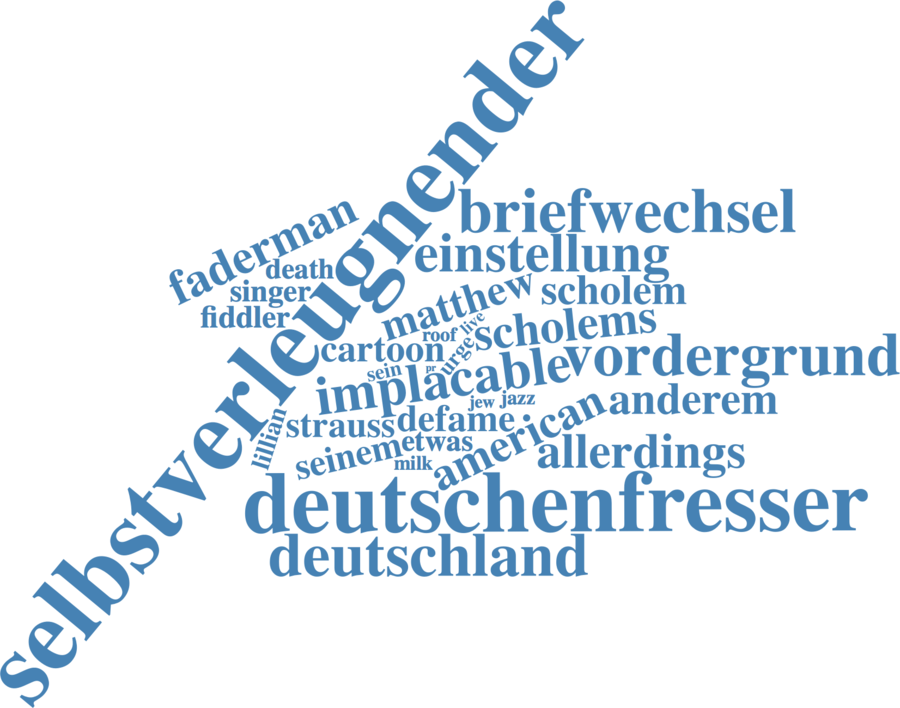 selbstverleugnender
briefwechsel
faderman
einstellung
death
singer
matthew
scholem
fiddler
live
roof
scholems
cartoon
urge
vordergrund
sein
pr
implacable
jew
jazz
american
anderem
lillian
strauss
defame
etwas
seinem
allerdings
milk
deutschenfresser
deutschland